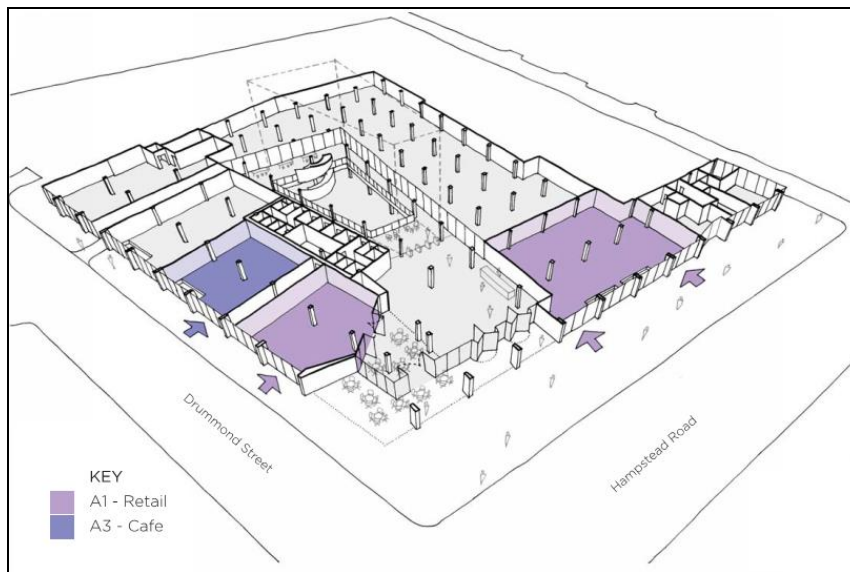 Drummond Street
Hampstead Road
KEY
A1 - Retail
A3 - Cafe